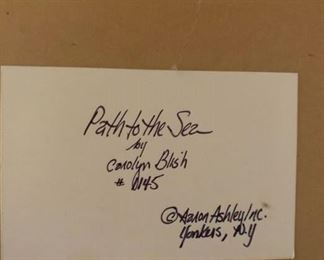 Path to the Sea
by
Carolyn Blish
# 6145
© Aaron Ashley Inc.
Yonkers, N.Y